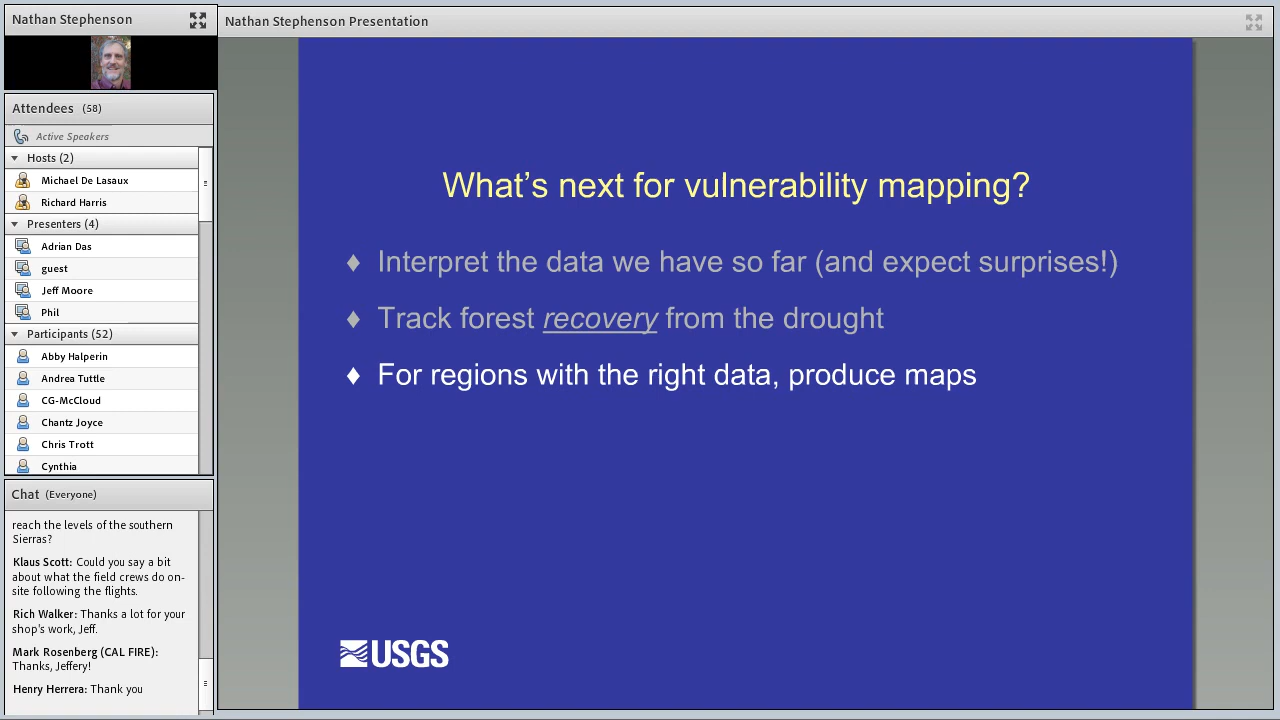 Nathan Stephenson
Attendees (58)
Active Speakers
Hosts (2)
Michael De Lasaux
Richard Harris
Presenters (4)
Adrian Das
guest
Jeff Moore
Phil
Participants (52)
Abby Halperin
Andrea Tuttle
CG-McCloud
Chantz Joyce
Chris Trott
Cynthia
Chat (Everyone)
reach the levels of the southern
Sierras?
Klaus Scott: Could you say a bit
about what the field crews do on-
site following the flights.
Rich Walker: Thanks a lot for your
shop's work, Jeff.
Mark Rosenberg (CAL FIRE):
Thanks, Jeffery!
Henry Herrera: Thank you
Nathan Stephenson Presentation
What's next for vulnerability mapping?
♦ Interpret the data we have so far (and expect surprises!)
♦ Track forest recovery from the drought
♦ For regions with the right data, produce maps
USGS